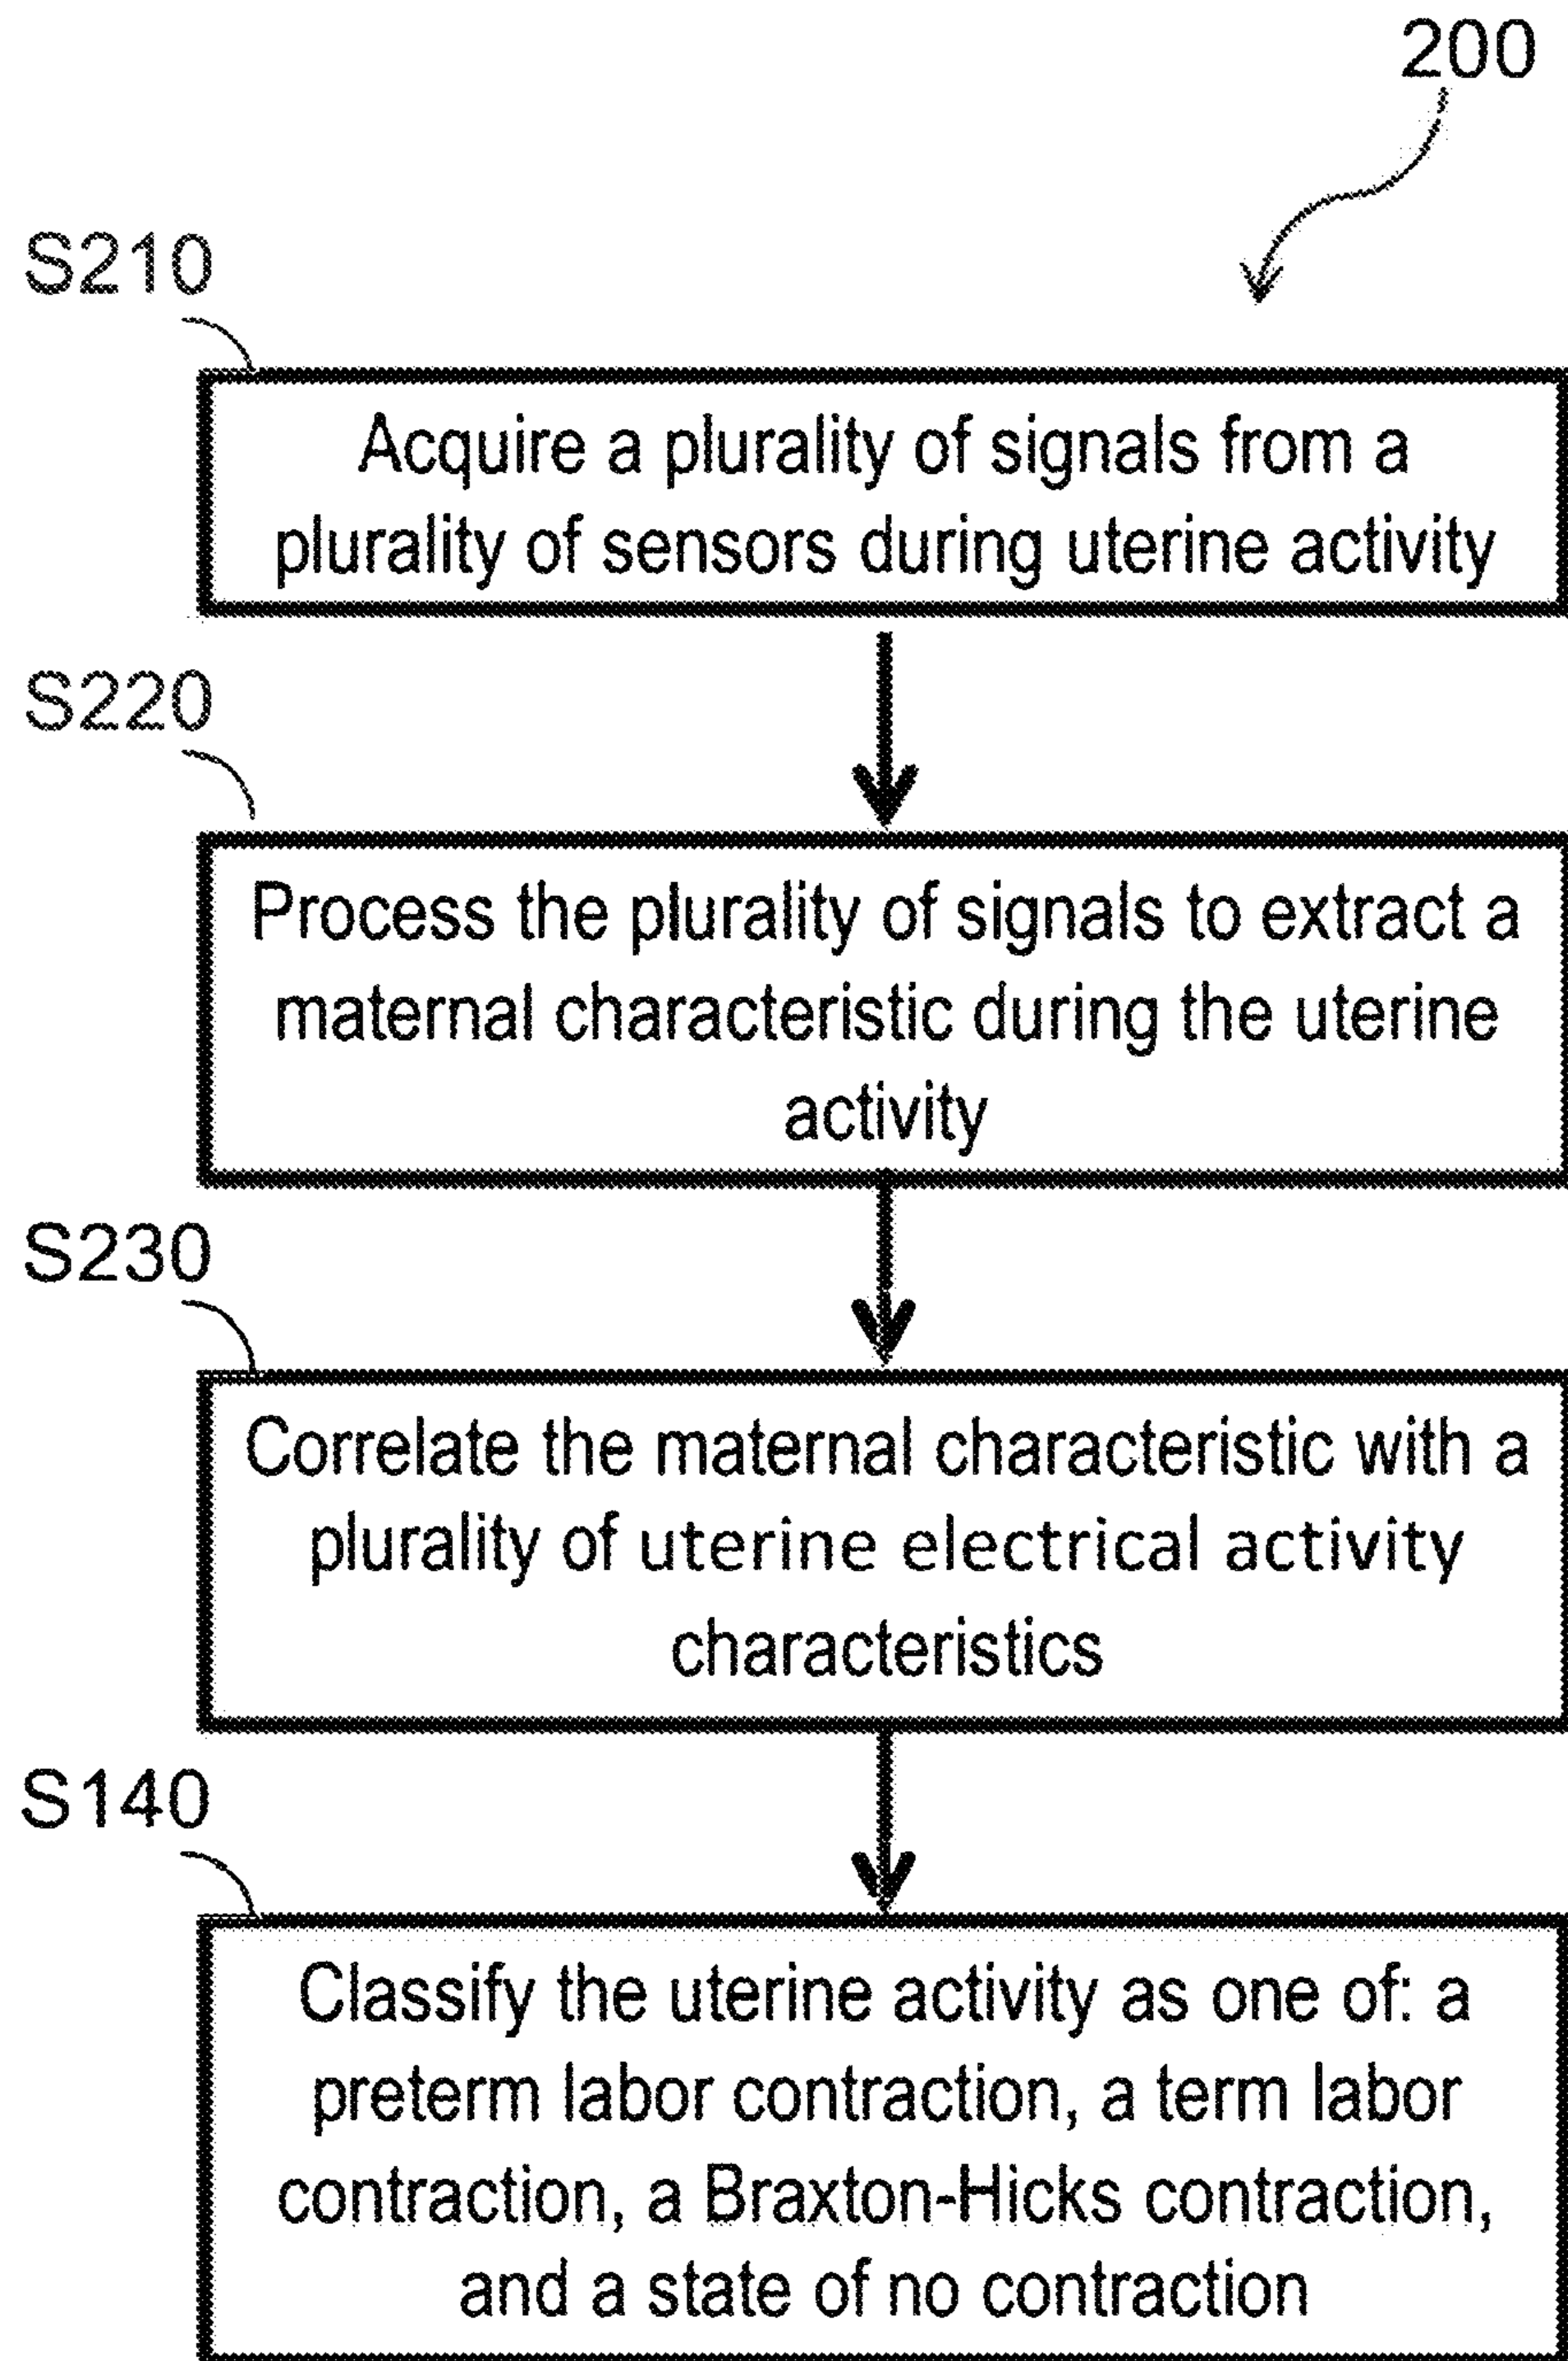 200
S210
Acquire a plurality of signals from a
plurality of sensors during uterine activity
S220
Process the plurality of signals to extract a
maternal characteristic during the uterine
activity
S230
Correlate the maternal characteristic with a
plurality of uterine electrical activity
characteristics
S140
Classify the uterine activity as one of: a
preterm labor contraction, a term labor
contraction, a Braxton-Hicks contraction,
and a state of no contraction